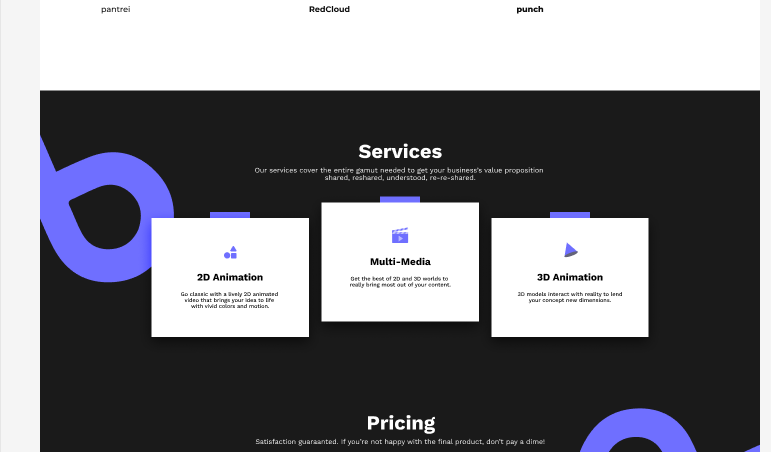 pantrei
RedCloud
punch
Services
Our services cover the entire gamut needed to get your business's value proposition
shared, reshared, understood, re-re-shared.
Multi-Media
Get the best of 2D and 3D worlds to
really bring most out of your content.
2D Animation
Go classic with a lively 2D animated
video that brings your idea to life
with vivid colors and motion.
3D Animation
3D models interact with reality to lend
your concept new dimensions.
Pricing
Satisfaction guaranted. If you're not happy with the final product, don't pay a dime!